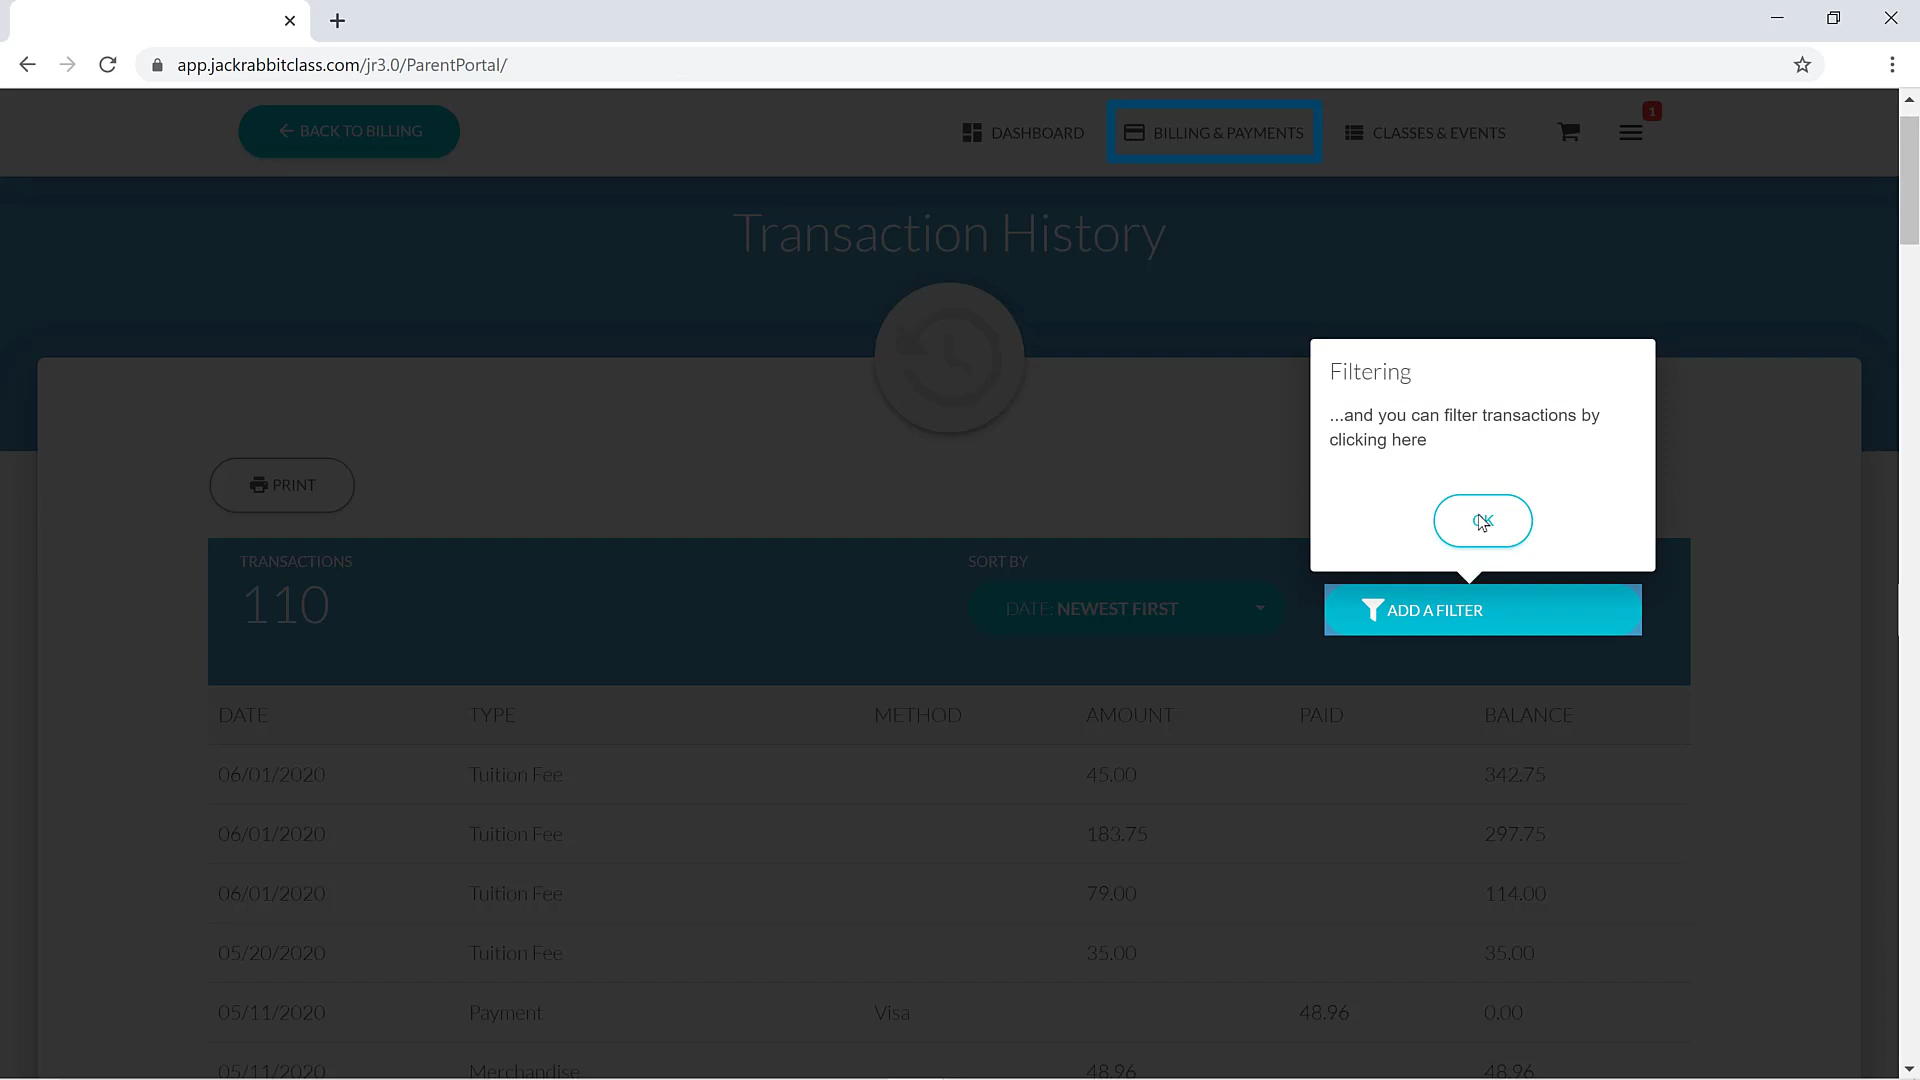 app.jackrabbitclass.com/jr3.0/ParentPortal/
BACK TO BILLING
DASHBOARD
BILLING & PAYMENTS
CLASSES & EVENTS
1
Transaction History
Filtering
...and you can filter transactions by
clicking here
OK
PRINT
TRANSACTIONS
110
SORT BY
DATE: NEWEST FIRST
ADD A FILTER
DATE TYPE METHOD AMOUNT PAID BALANCE
06/01/2020 Tuition Fee 45.00 342.75
06/01/2020 Tuition Fee 183.75 297.75
06/01/2020 Tuition Fee 79.00 114.00
05/20/2020 Tuition Fee 35.00 35.00
05/11/2020 Payment Visa 48.96 0.00
05/11/2020 Merchandise 48.96 48.96